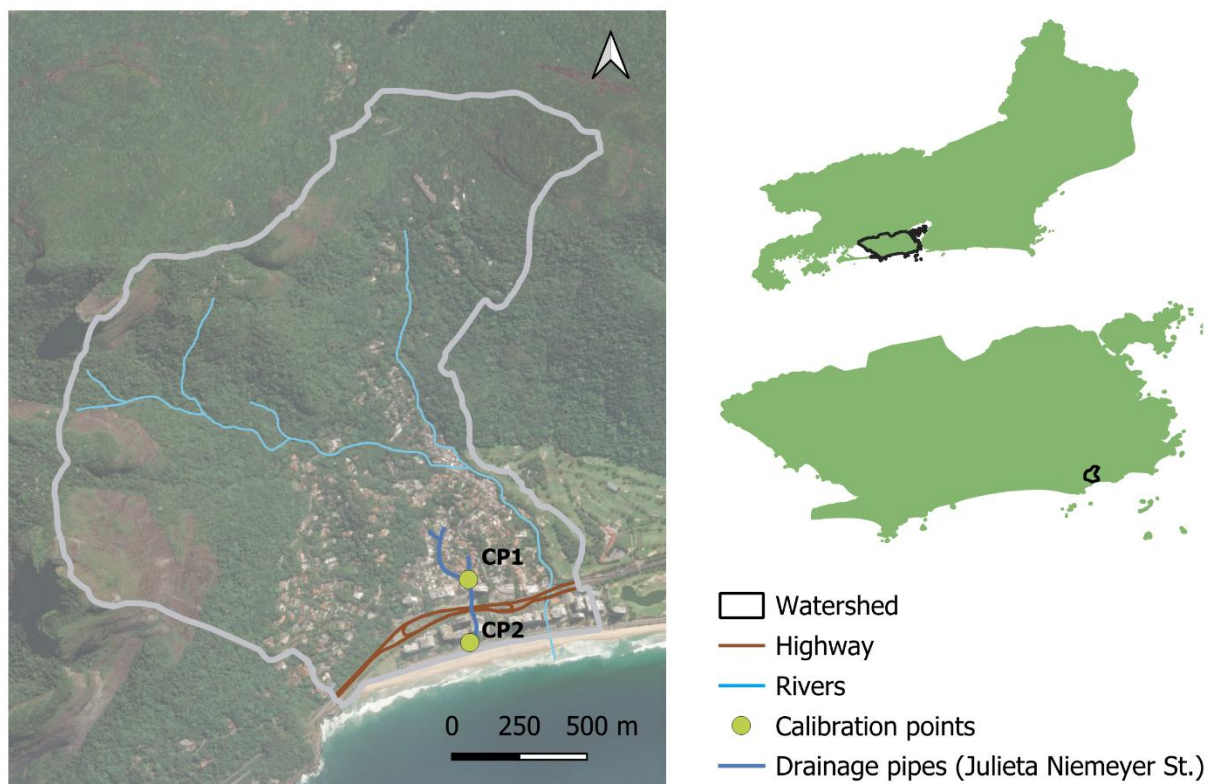 CP1
CP2
0 250 500 m
Watershed
Highway
Rivers
Calibration points
Drainage pipes (Julieta Niemeyer St.)